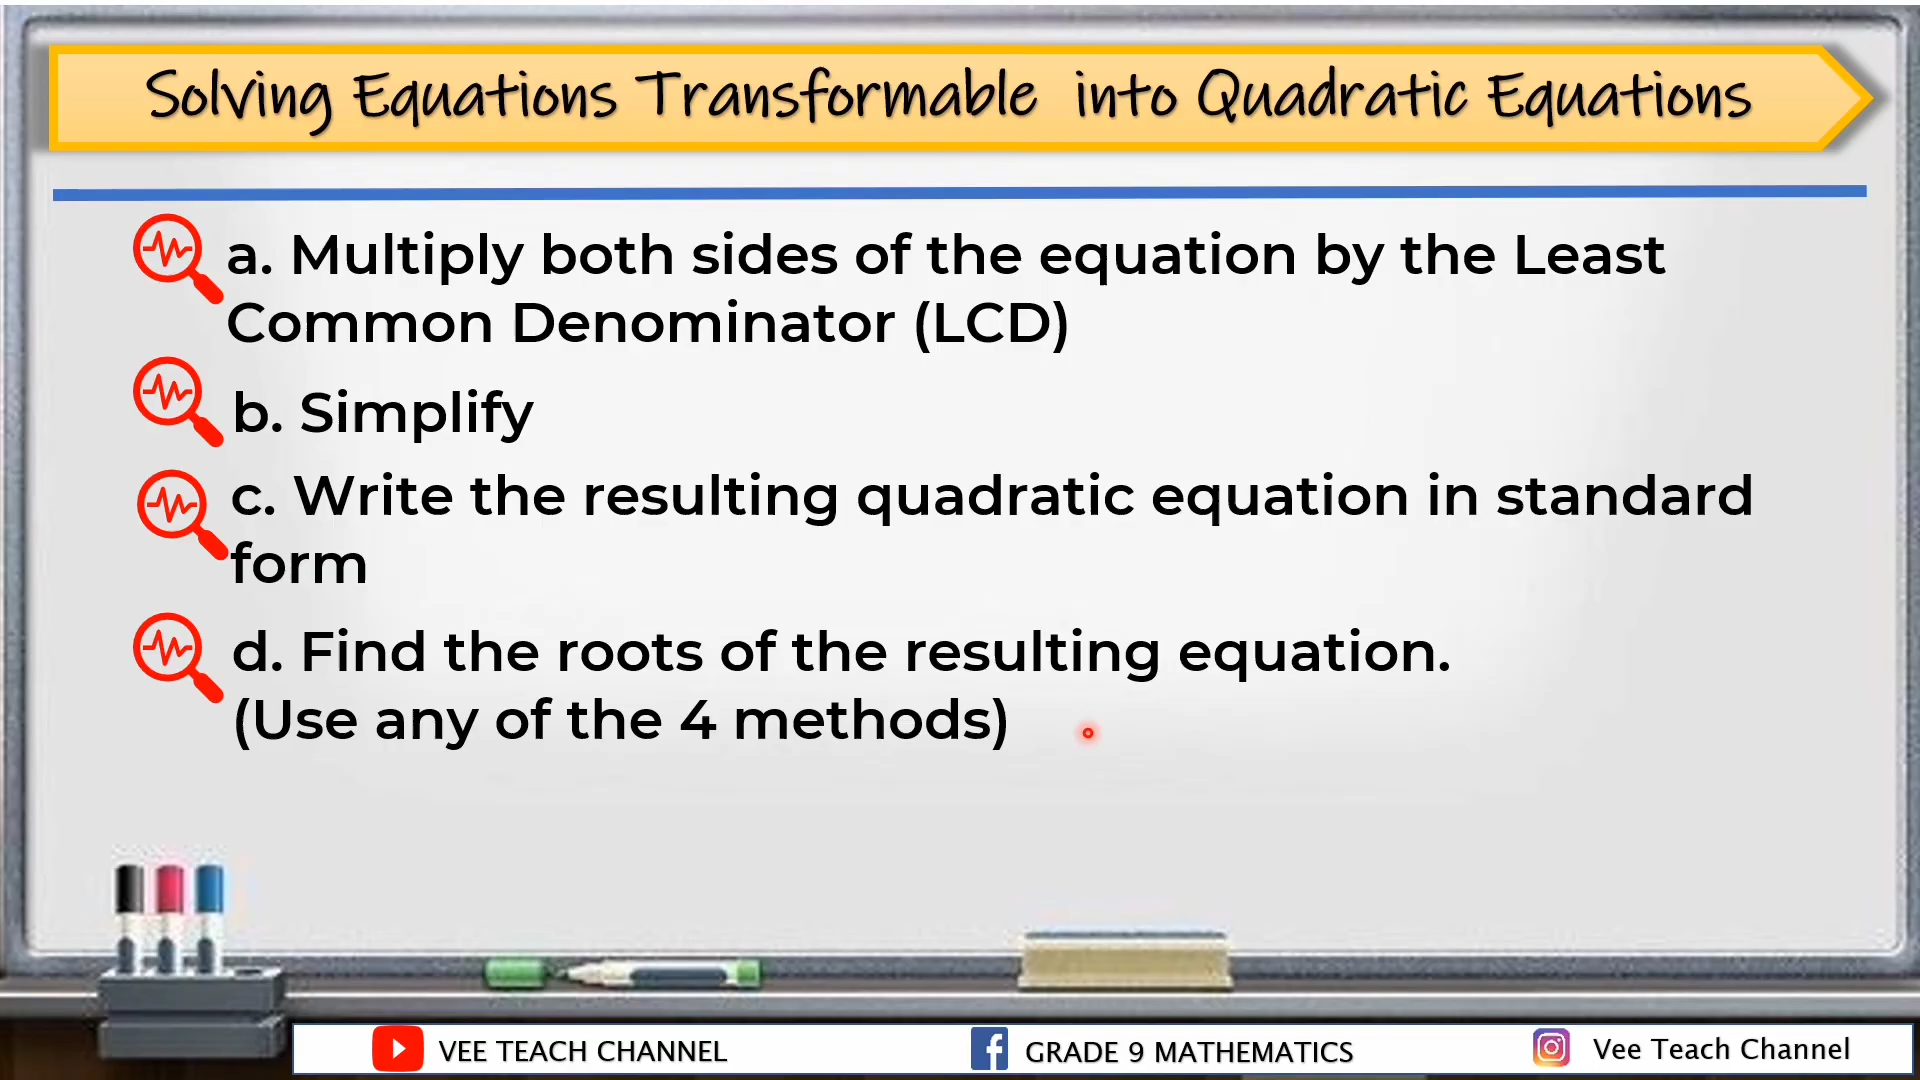 Solving Equations Transformable into Quadratic Equations
a. Multiply both sides of the equation by the Least
Common Denominator (LCD)
b. Simplify
c. Write the resulting quadratic equation in standard
form
d. Find the roots of the resulting equation.
(Use any of the 4 methods)
VEE TEACH CHANNEL
GRADE 9 MATHEMATICS
Vee Teach Channel